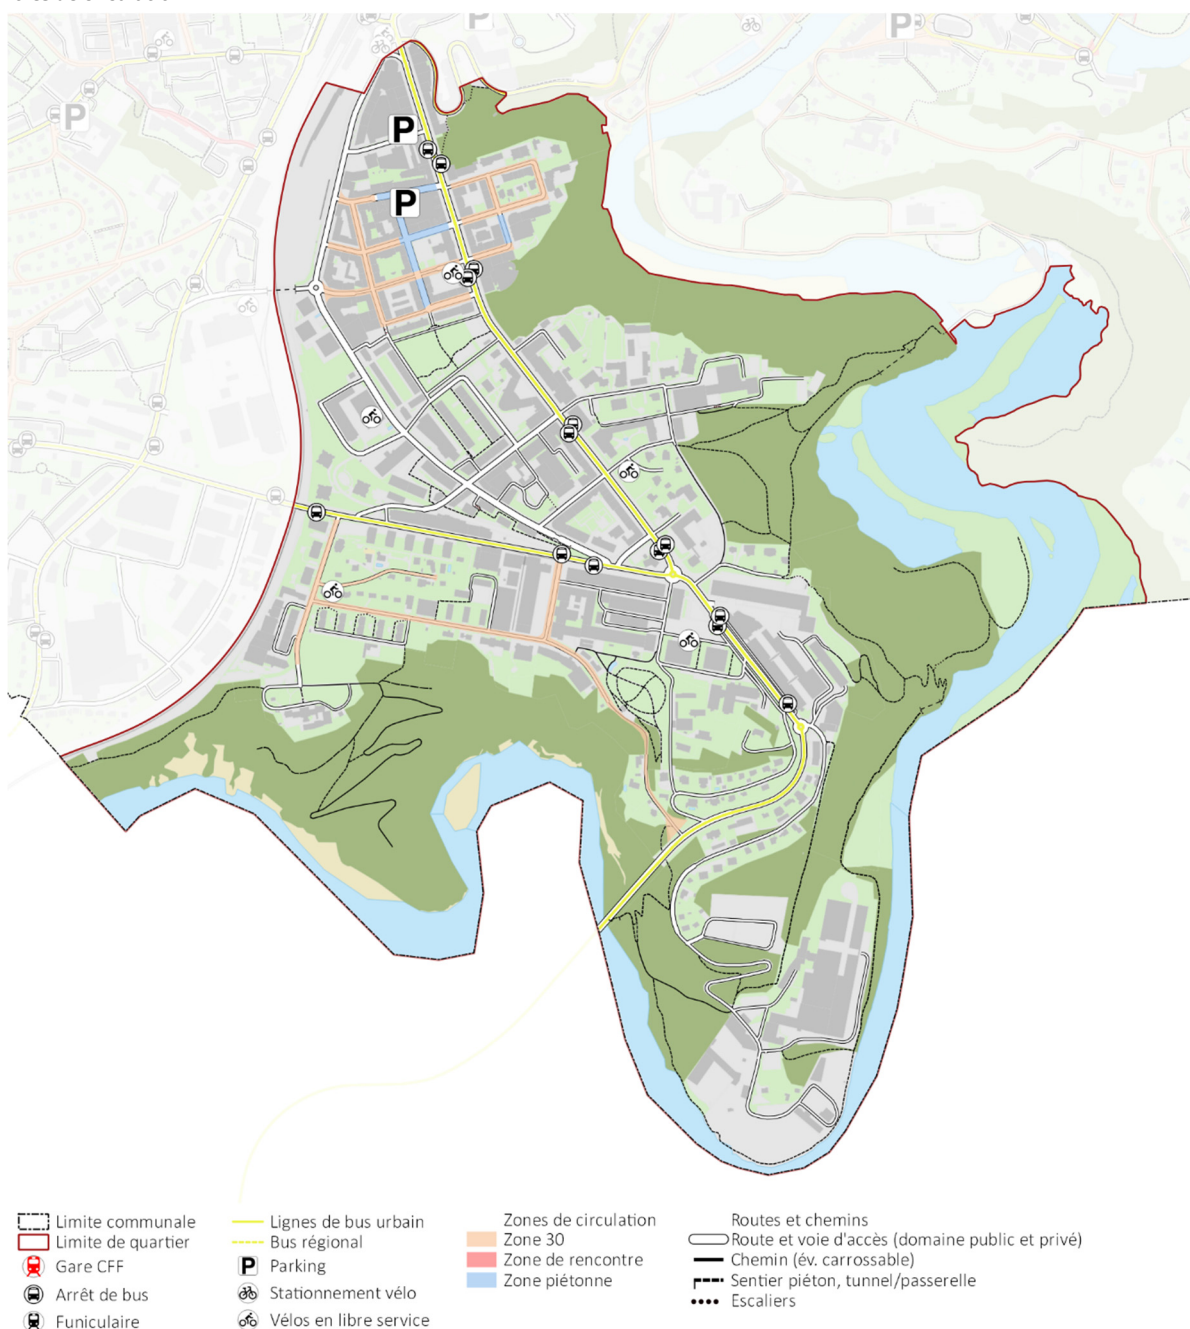 P
P
P
P
P
Limite communale
Limite de quartier
Gare CFF
Arrêt de bus
Funiculaire
Lignes de bus urbain
Bus régional
P Parking
Stationnement vélo
Vélos en libre service
Zones de circulation
Zone 30
Zone de rencontre
Zone piétonne
Routes et chemins
Route et voie d'accès (domaine public et privé)
Chemin (év. carrossable)
Sentier piéton, tunnel/passerelle
Escaliers